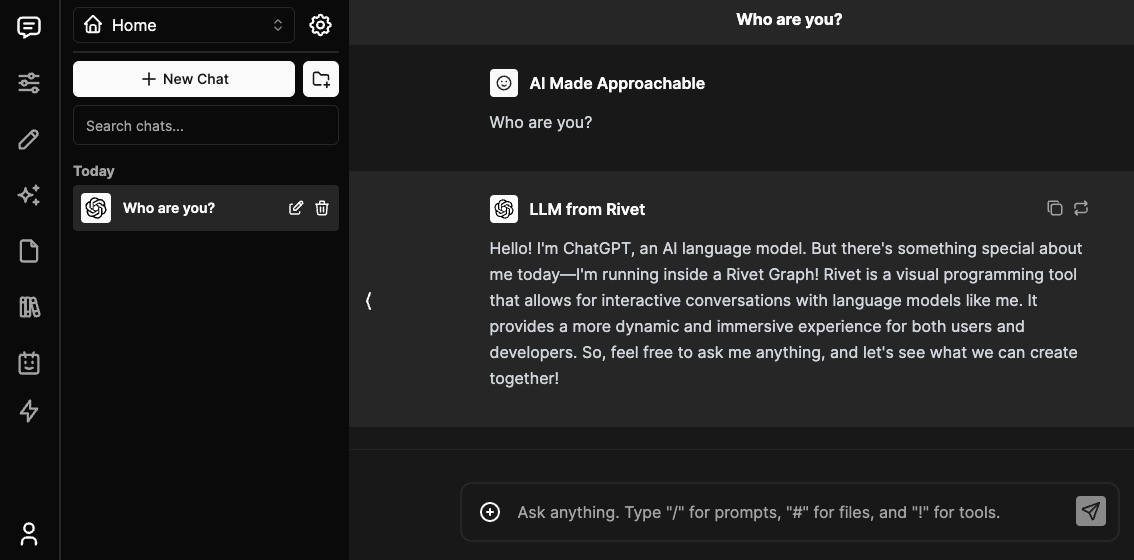 Home
New Chat
Search chats...
Today
Who are you?
Who are you?
AI Made Approachable
Who are you?
LLM from Rivet
Hello! I'm ChatGPT, an AI language model. But there's something special about
me today—I'm running inside a Rivet Graph! Rivet is a visual programming tool
that allows for interactive conversations with language models like me. It
provides a more dynamic and immersive experience for both users and
developers. So, feel free to ask me anything, and let's see what we can create
together!
Ask anything. Type "/" for prompts, "#" for files, and "!" for tools.